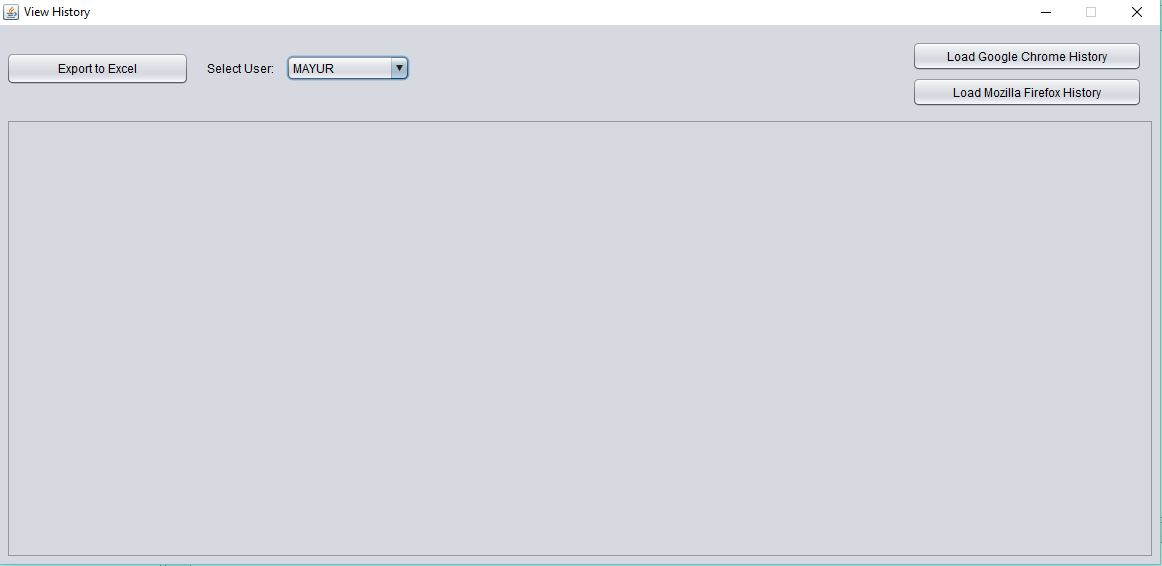 View History
Export to Excel
Select User:
MAYUR
Load Google Chrome History
Load Mozilla Firefox History